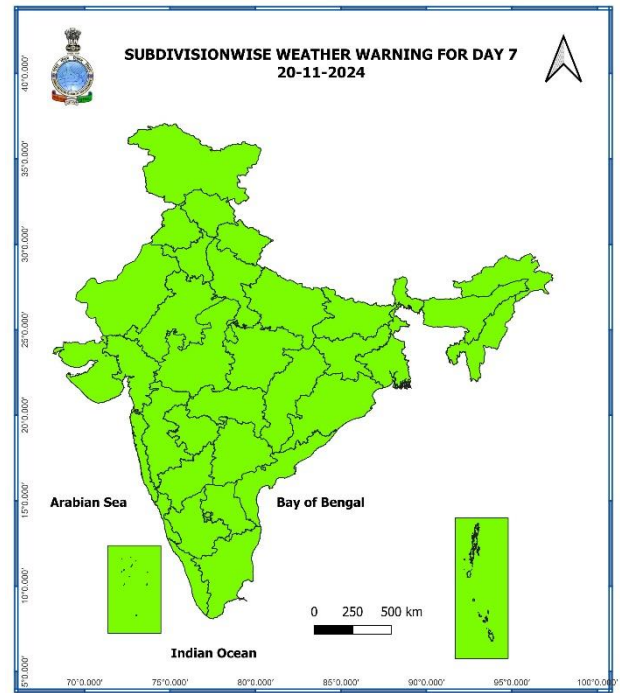 SUBDIVISIONWISE WEATHER WARNING FOR DAY 7
20-11-2024
40°0.000'
35°0.000'
30°0.000'
25°0.000'
20°0.000'
15°0.000'
10°0.000'
5°0.000'
Arabian Sea
Bay of Bengal
0 250 500 km
Indian Ocean
70°0.000' 75°0.000' 80°0.000' 85°0.000' 90°0.000' 95°0.000' 100°0.000'